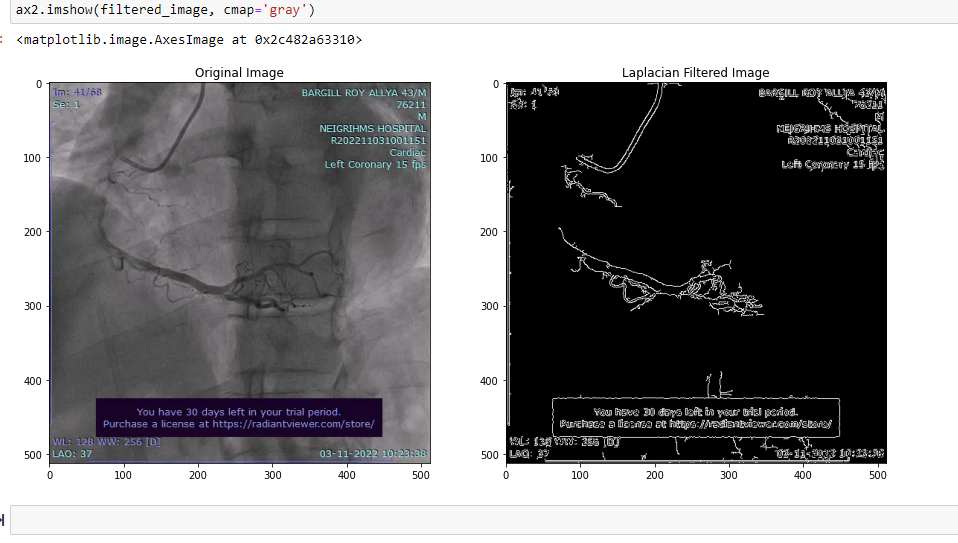 ax2.imshow(filtered_image, cmap='gray')
<matplotlib.image.AxesImage at 0x2c482a63310>
Original Image
Im: 41/68
Se: 1
BARGILL ROY ALLYA 43/M
76211
M
NEIGRIHMS HOSPITAL
R202211031001151
Cardiac
Left Coronary 15 fps
You have 30 days left in your trial period.
Purchase a license at https://radiantviewer.com/store/
WL: 128 WW: 256 [D]
LAO: 37
03-11-2022 10:23:38
0
100
200
300
400
500
0 100 200 300 400 500
Laplacian Filtered Image
Im: 41/68
Se: 1
BARGILL ROY ALLYA 43/M
76211
M
NEIGRIHMS HOSPITAL
R202211031001151
Cardiac
Left Coronary 15 fps
You have 30 days left in your trial period.
Purchase a license at https://radiantviewer.com/store/
WL: 128 WW: 256 [D]
LAO: 37
03-11-2022 10:23:38
0
100
200
300
400
500
0 100 200 300 400 500